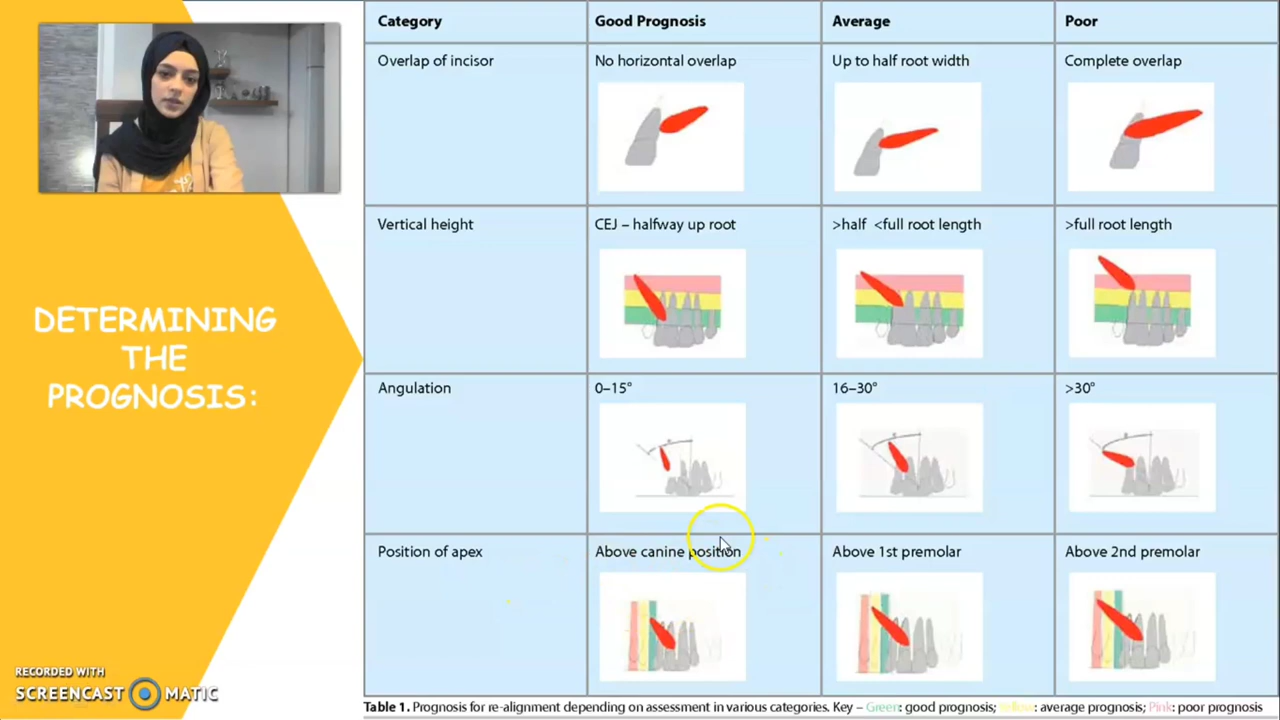 DETERMINING
THE
PROGNOSIS:
RECORDED WITH
SCREENCAST MATIC
Category Good Prognosis Average Poor
Overlap of incisor No horizontal overlap Up to half root width Complete overlap
Vertical height CEJ – halfway up root >half <full root length >full root length
Angulation 0–15° 16–30° >30°
Position of apex Above canine position Above 1st premolar Above 2nd premolar
Table 1. Prognosis for re-alignment depending on assessment in various categories. Key – Green: good prognosis; Yellow: average prognosis; Pink: poor prognosis